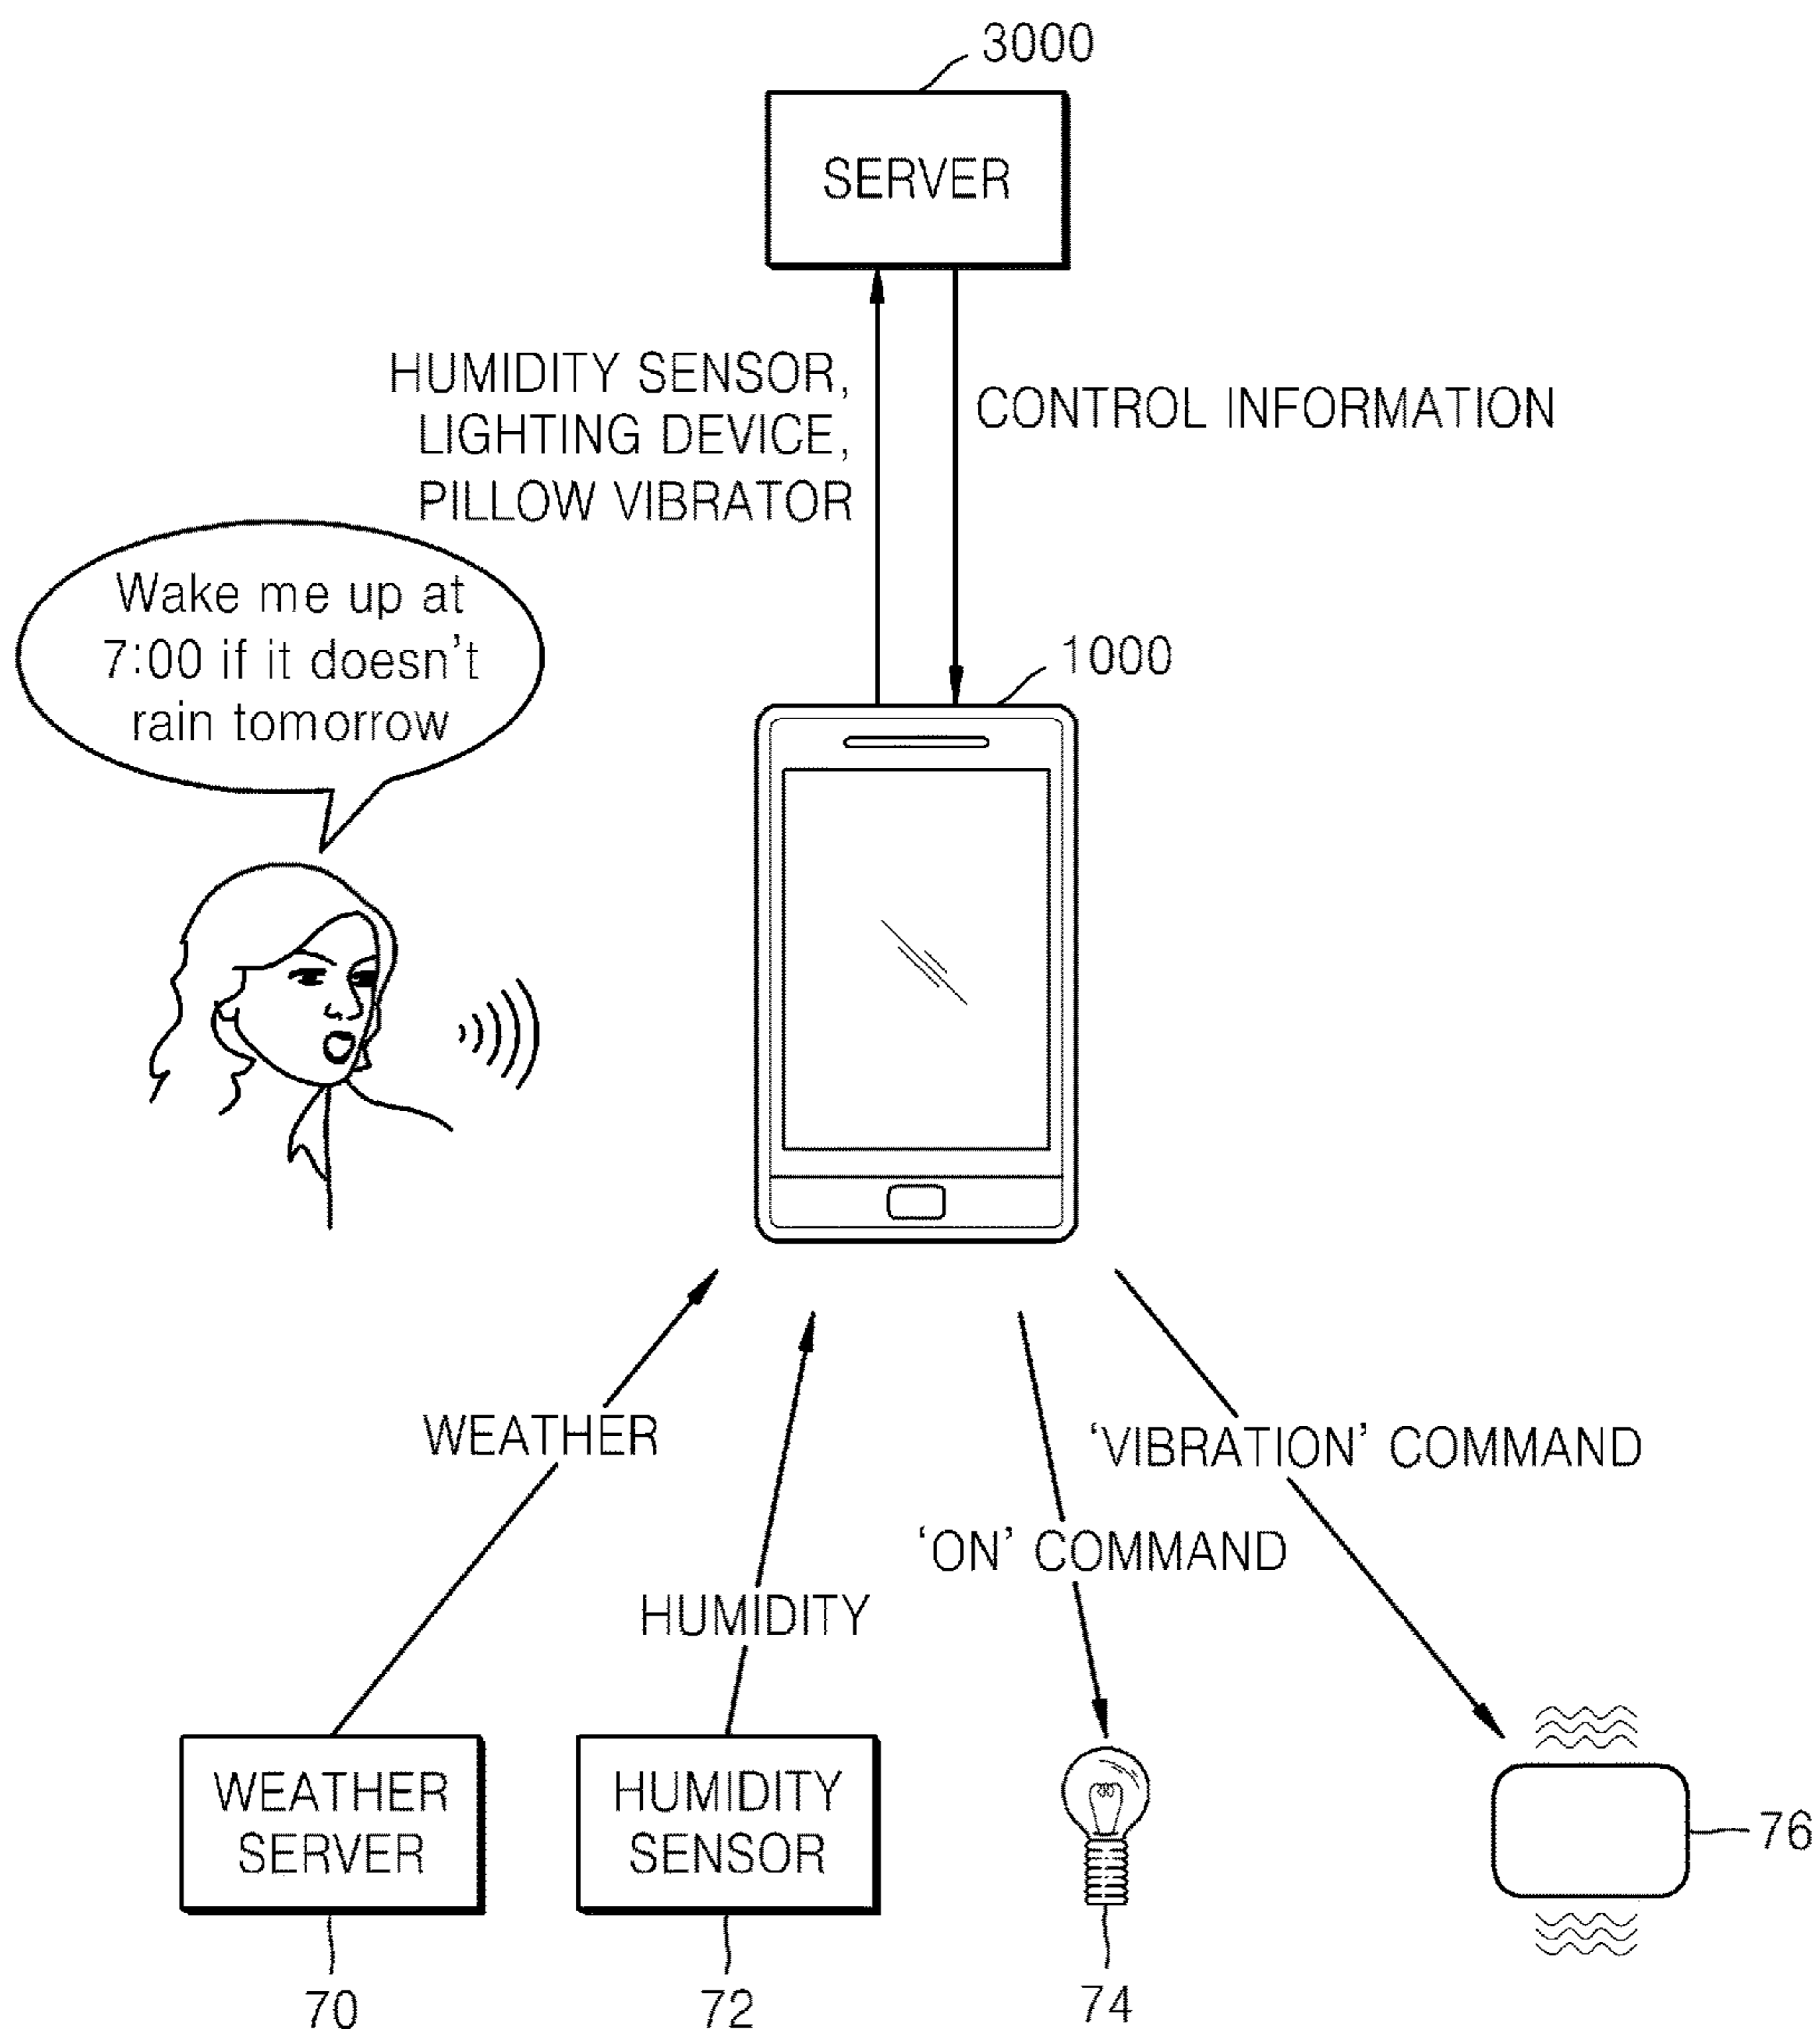 3000
SERVER
HUMIDITY SENSOR,
LIGHTING DEVICE,
PILLOW VIBRATOR
CONTROL INFORMATION
Wake me up at
7:00 if it doesn't
rain tomorrow
1000
WEATHER
'VIBRATION' COMMAND
'ON' COMMAND
HUMIDITY
WEATHER
SERVER
HUMIDITY
SENSOR
76
70
72
74